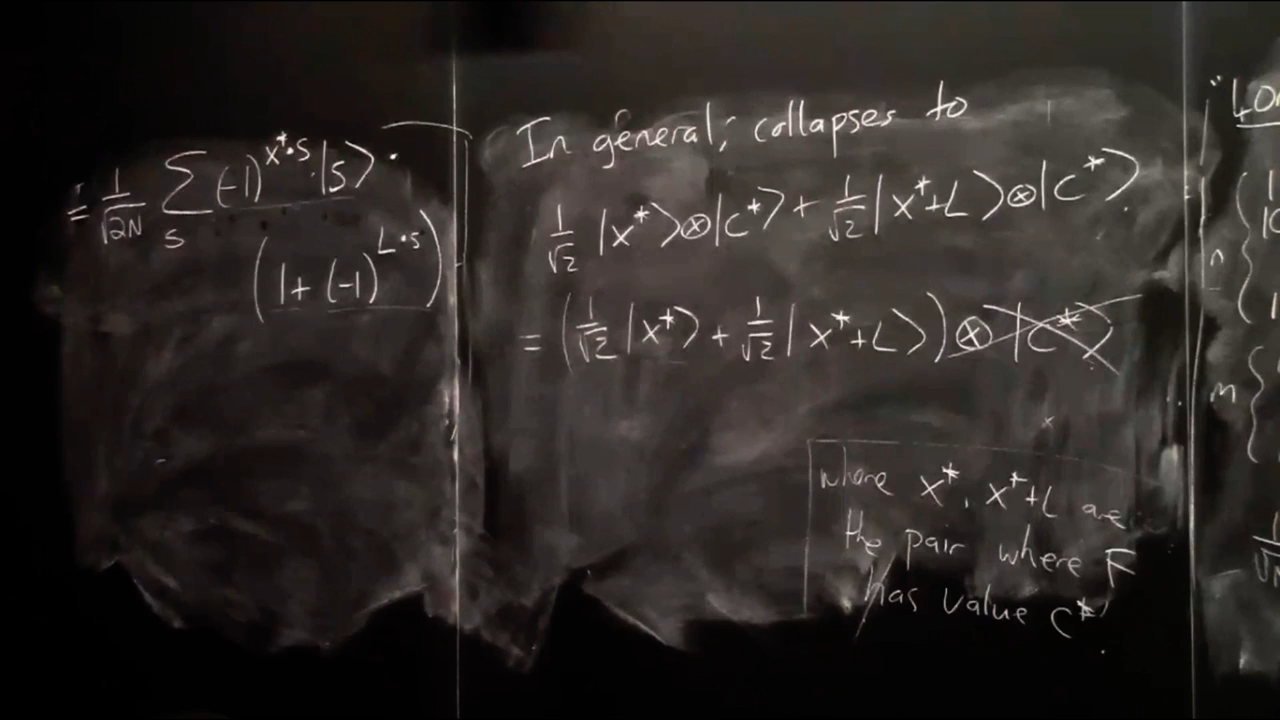 = 1/√2N Σ_S (-1)^{x*·s} |s⟩ ·
(1 + (-1)^{L·s})
In general, collapses to
1/√2 |x*⟩⊗|c*⟩ + 1/√2 |x*+L⟩⊗|c*⟩.
= (1/√2 |x*⟩ + 1/√2 |x*+L⟩) ⊗ |c*⟩
where x*, x*+L are
the pair where F
has value c*
n
m